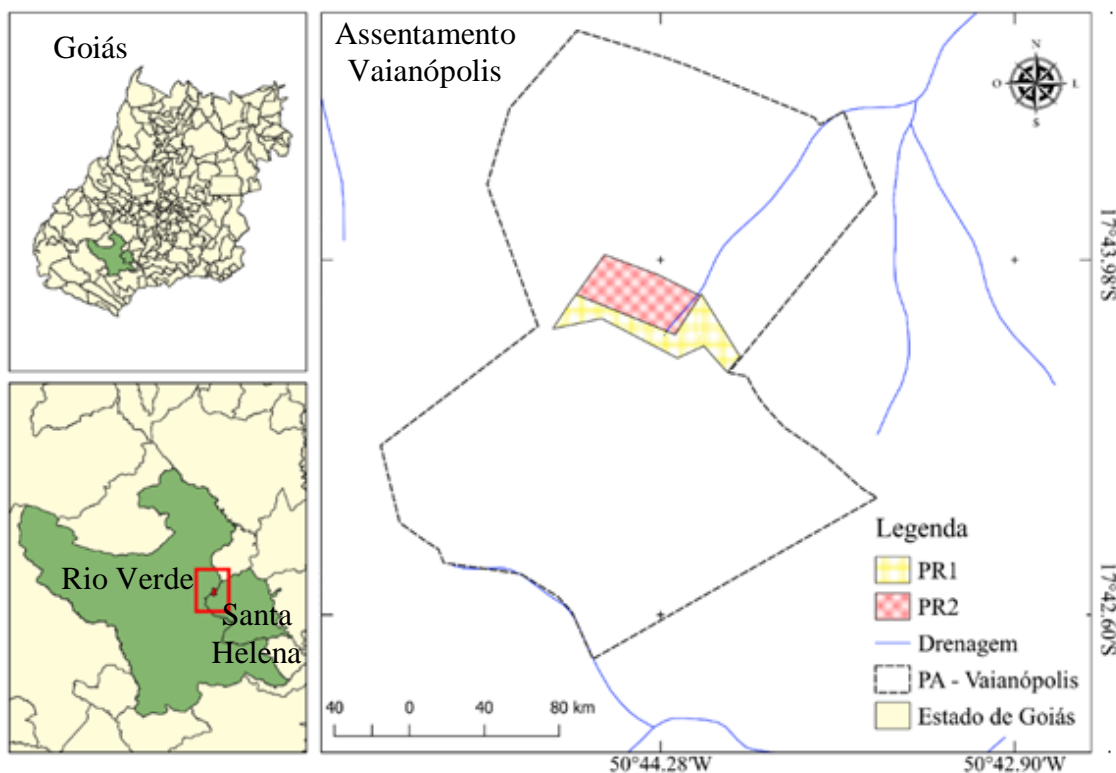 Goiás
Assentamento
Vaianópolis
N
O
L
S
17°43.98'S
Rio Verde
Santa
Helena
Legenda
PR1
PR2
Drenagem
PA - Vaianópolis
Estado de Goiás
17°42.60'S
40 0 40 80 km
50°44.28'W 50°42.90'W